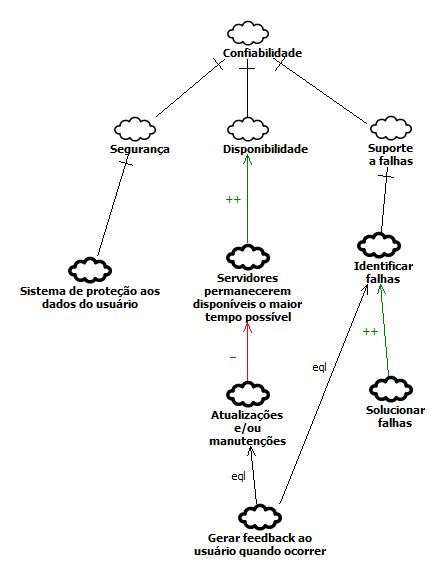 Confiabilidade
Segurança
Disponibilidade
Suporte
a falhas
++
Sistema de proteção aos
dados do usuário
Servidores
permanecerem
disponíveis o maior
tempo possível
Identificar
falhas
++
–
eql
Atualizações
e/ou
manutenções
Solucionar
falhas
eql
Gerar feedback ao
usuário quando ocorrer